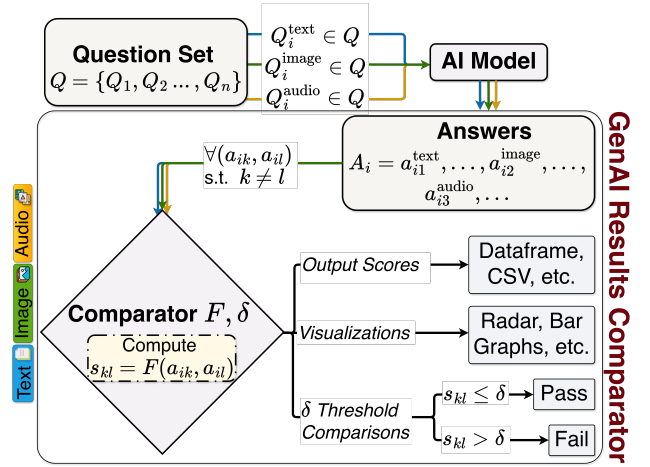 Question Set
Q = {Q_1, Q_2 ..., Q_n}
Q_i^text ∈ Q
Q_i^image ∈ Q
Q_i^audio ∈ Q
AI Model
Answers
A_i = a_i1^text, ..., a_i2^image, ...,
a_i3^audio, ...
∀(a_ik, a_il)
s.t. k ≠ l
GenAI Results Comparator
Audio
Image
Text
Comparator F, δ
Compute
s_kl = F(a_ik, a_il)
Output Scores
Dataframe,
CSV, etc.
Visualizations
Radar, Bar
Graphs, etc.
δ Threshold
Comparisons
s_kl ≤ δ
Pass
s_kl > δ
Fail